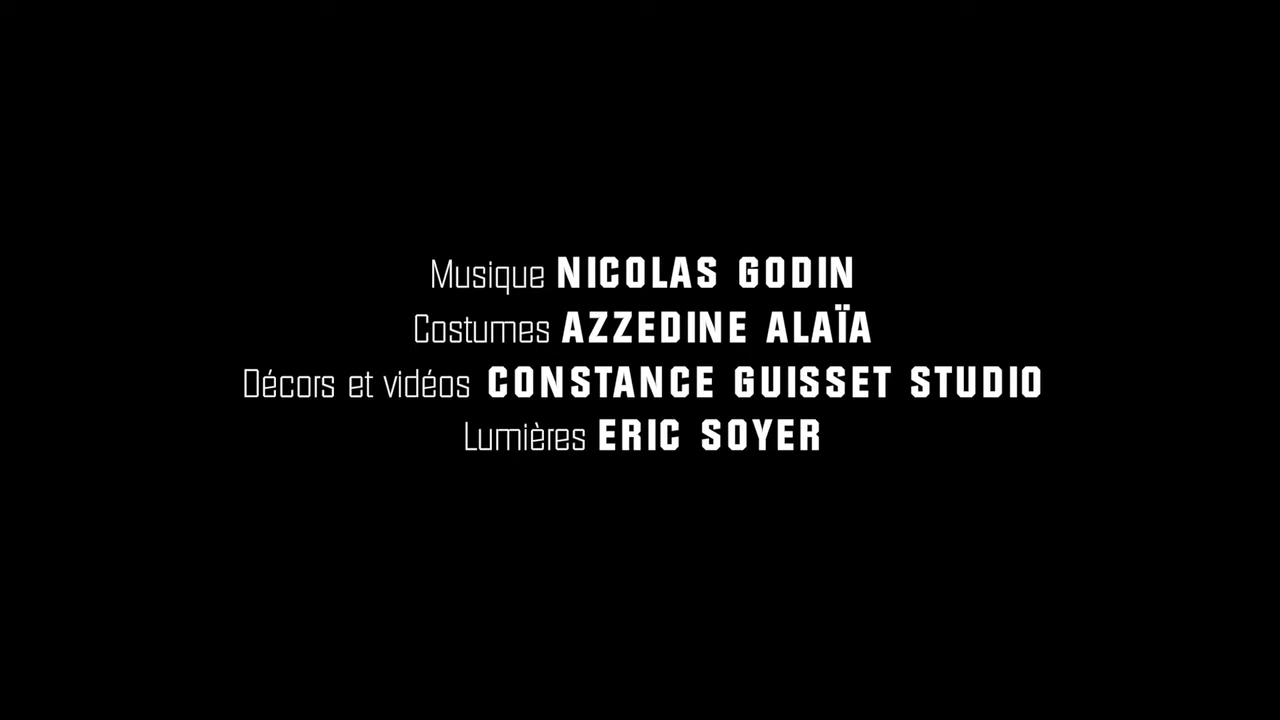 Musique NICOLAS GODIN
Costumes AZZEDINE ALAÏA
Décors et vidéos CONSTANCE GUISSET STUDIO
Lumières ERIC SOYER